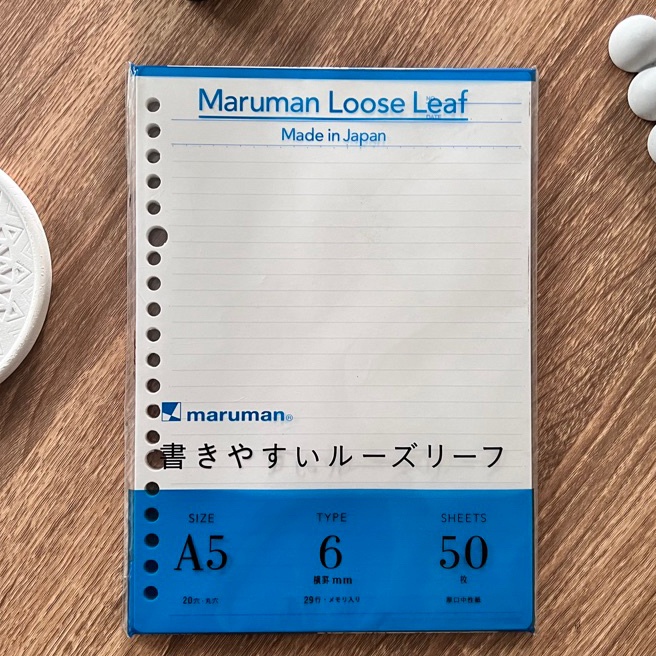 Maruman Loose Leaf
DATE
Made in Japan
maruman®
書きやすいルーズリーフ
SIZE TYPE SHEETS
A5 6 50
横罫mm 枚
20穴 29行・メモリ入り